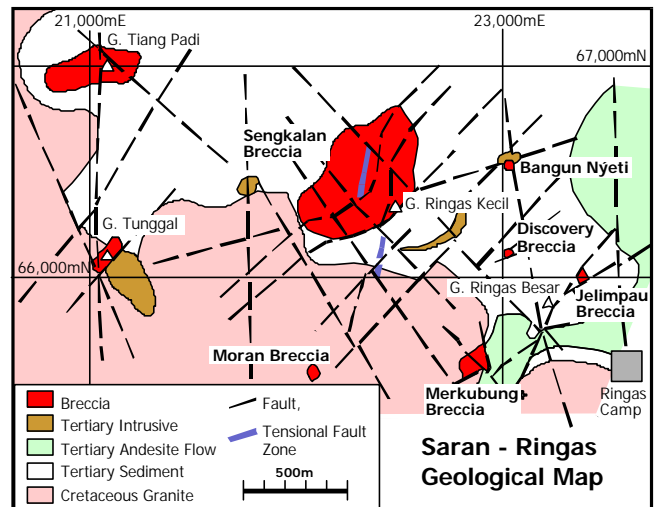 21,000mE
23,000mE
G. Tiang Padi
67,000mN
Sengkalan
Breccia
Bangun Nýeti
G. Ringas Kecil
G. Tunggal
Discovery
Breccia
66,000mN
G. Ringas Besar
Jelimpau
Breccia
Moran Breccia
Merkubung
Breccia
Ringas
Camp
Breccia
Tertiary Intrusive
Tertiary Andesite Flow
Tertiary Sediment
Cretaceous Granite
Fault,
Tensional Fault
Zone
500m
Saran - Ringas
Geological Map